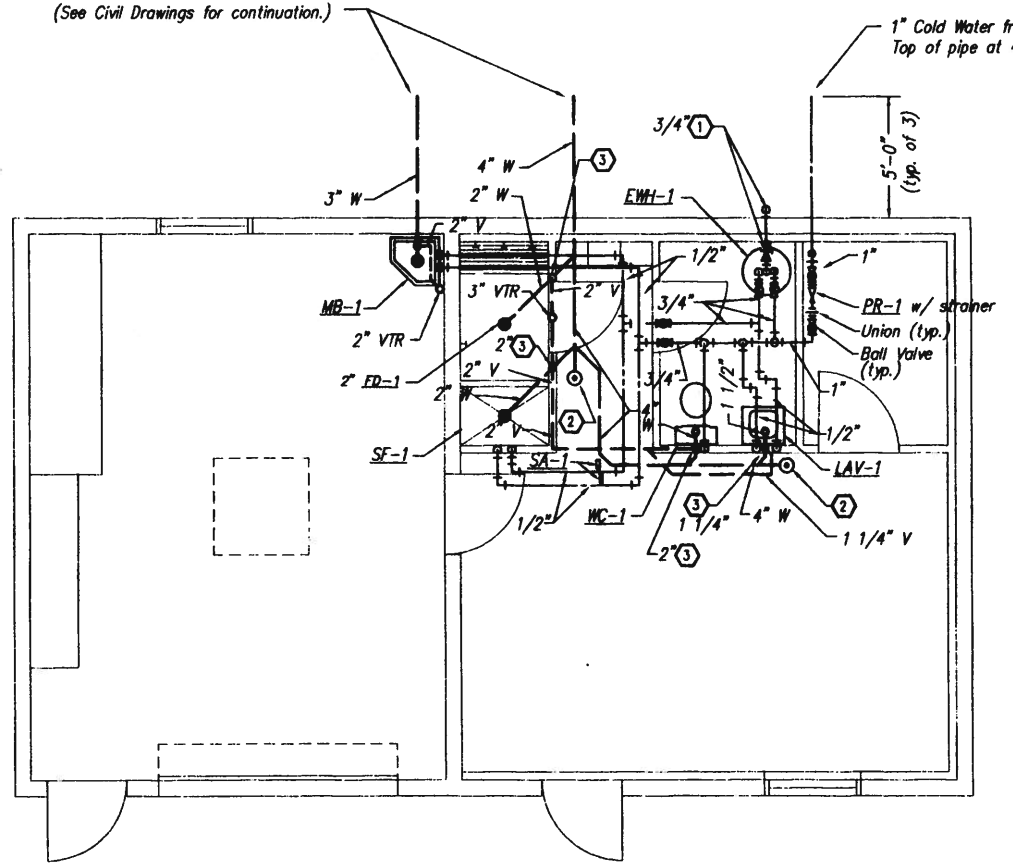 (See Civil Drawings for continuation.)
1" Cold Water
Top of pipe at
3/4" 1
5'-0"
(typ. of 3)
4" W
3
2" W
3" W
EWH-1
2" V
1/2"
1"
MB-1
3" VTR
2" V
3/4"
PR-1 w/ strainer
Union (typ.)
2" VTR
2" 3
Ball Valve
(typ.)
2" FD-1
2" V
3/4"
1 1/2"
1"
2" W
2
4"
W
2" V
1/2"
SF-1
SA-1
LAV-1
1/2"
WC-1
3
1 1/4"
4" W
2
1 1/4" V
2" 3